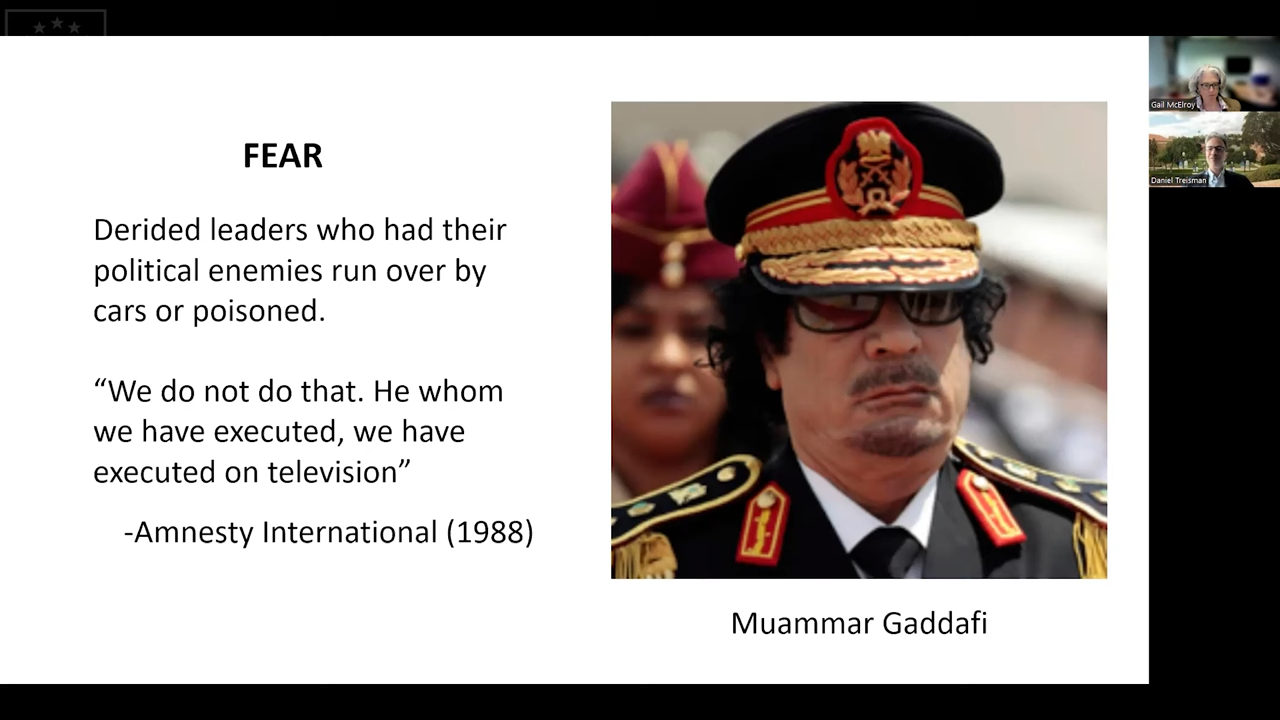 FEAR
Derided leaders who had their
political enemies run over by
cars or poisoned.
“We do not do that. He whom
we have executed, we have
executed on television”
-Amnesty International (1988)
Muammar Gaddafi
Gail McElroy
Daniel Treisman